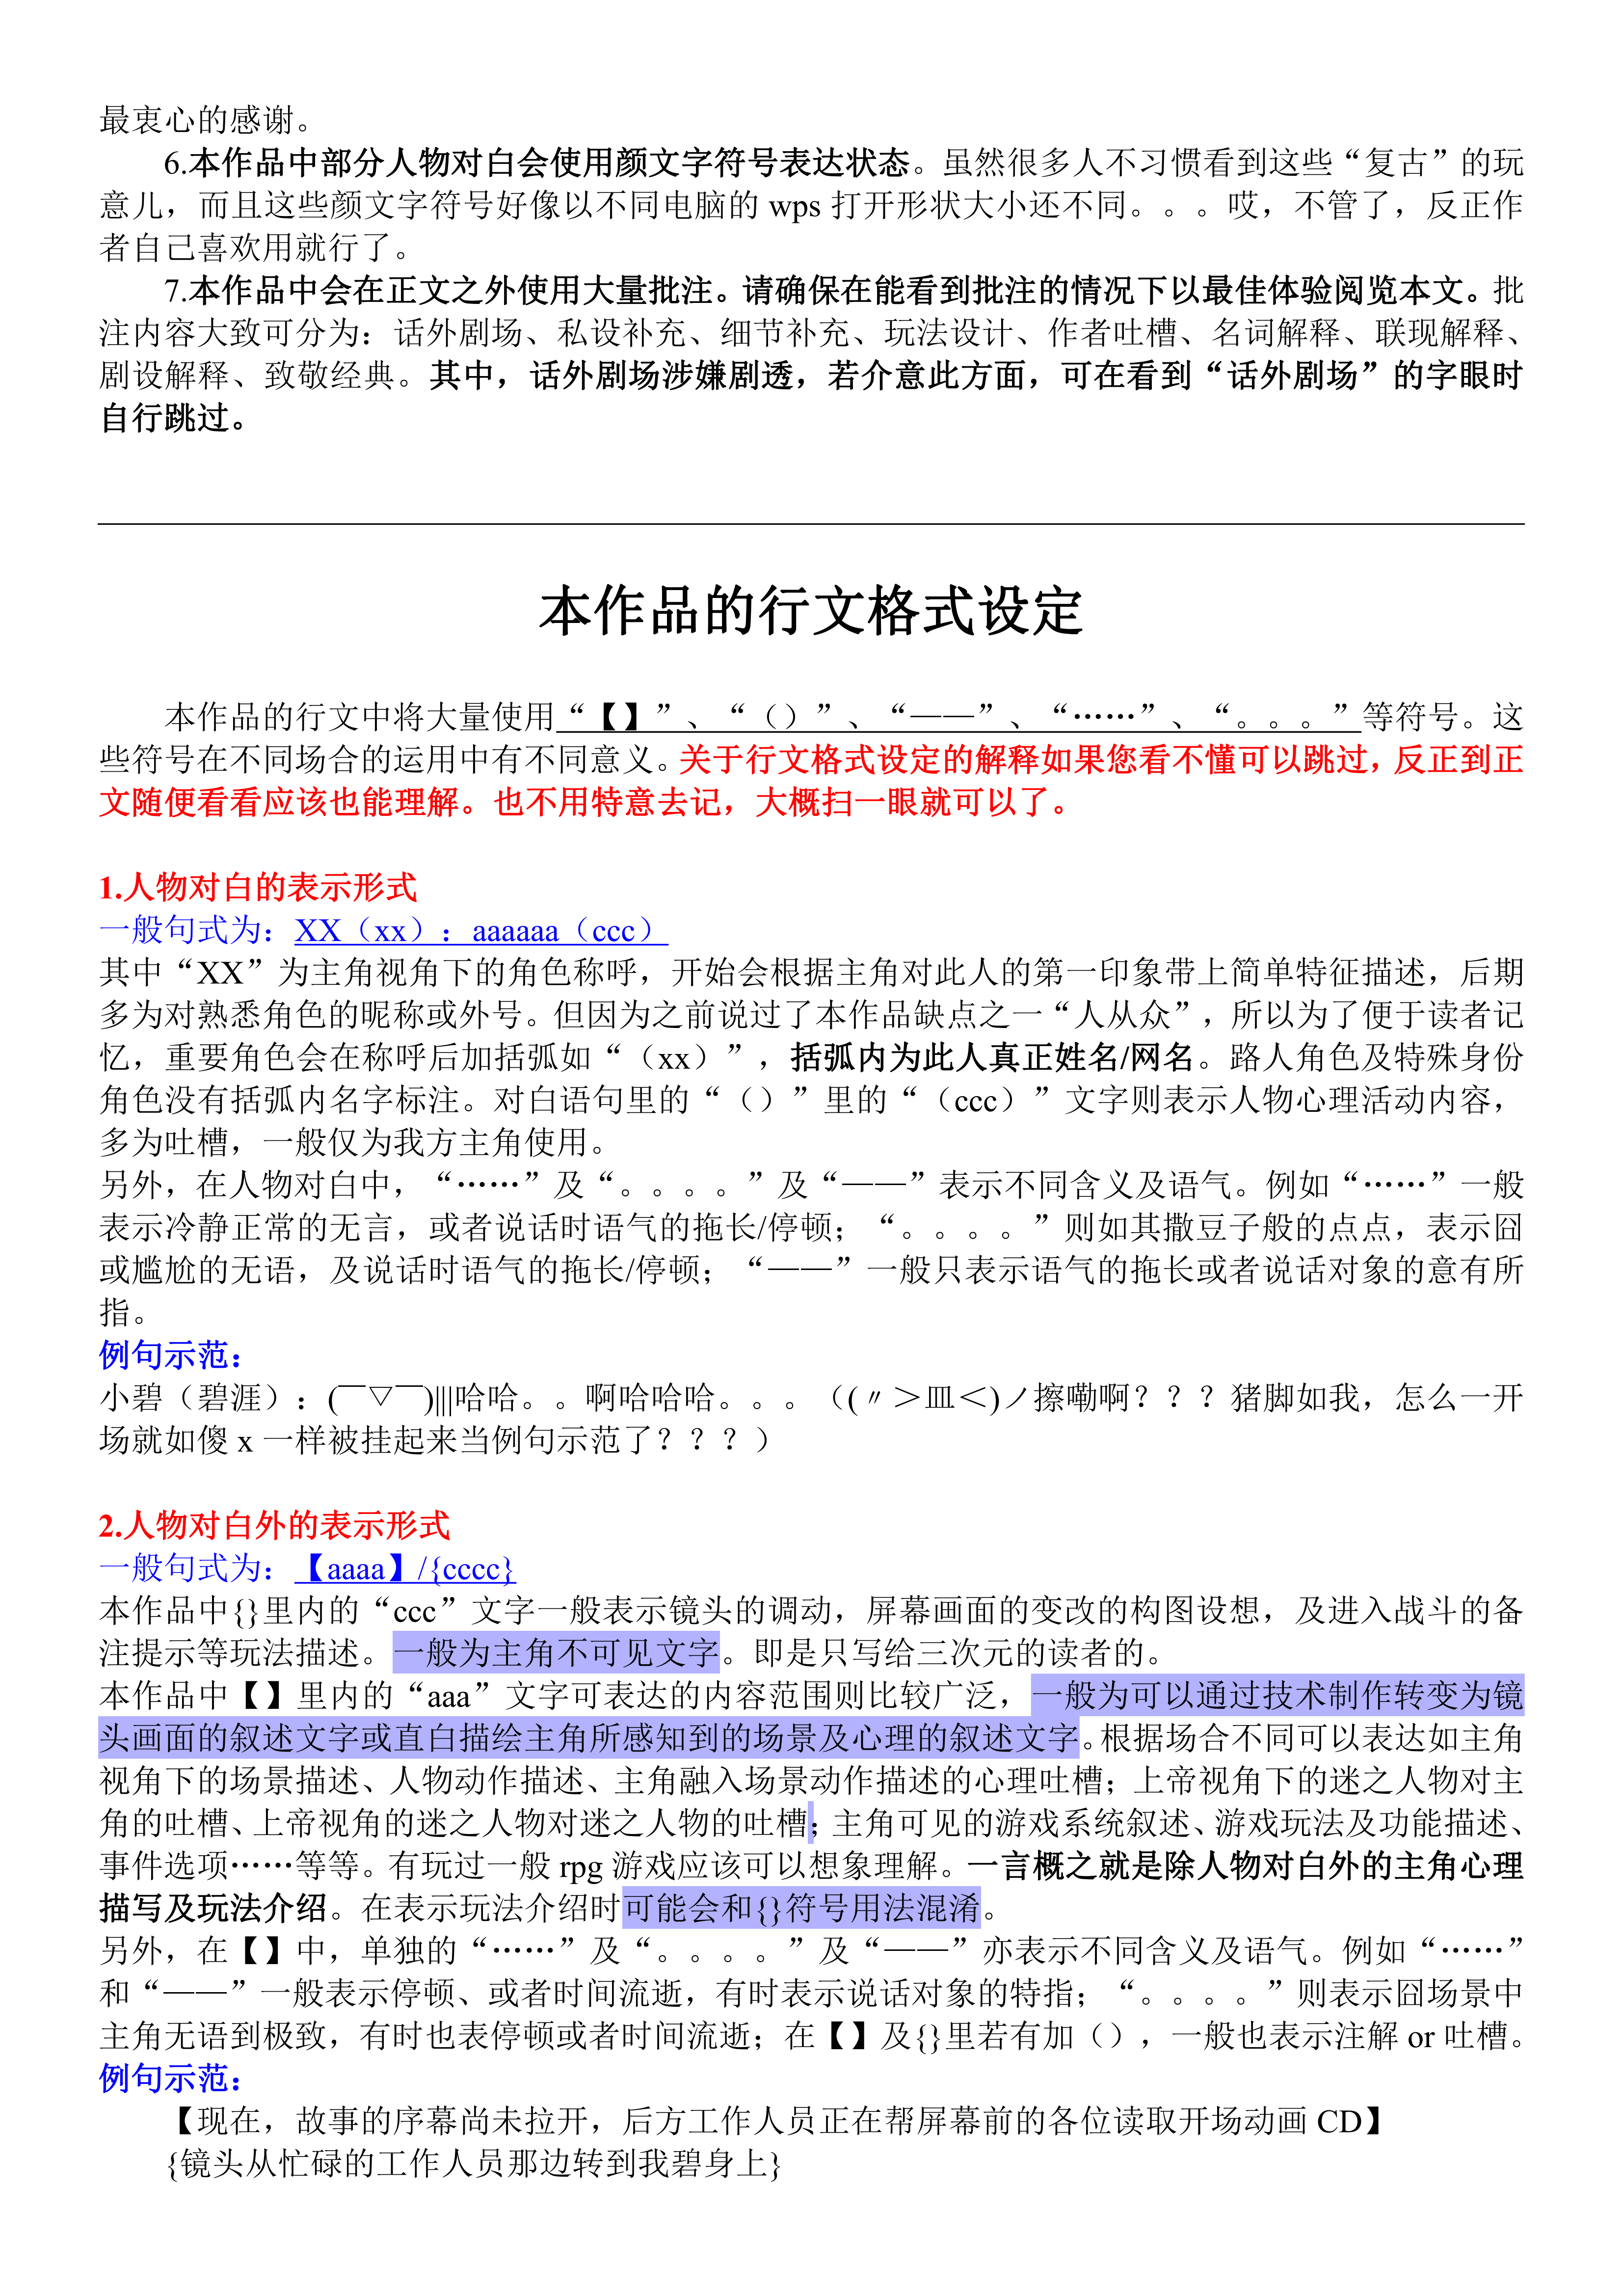 最衷心的感谢。
6.本作品中部分人物对白会使用颜文字符号表达状态。虽然很多人不习惯看到这些“复古”的玩
意儿，而且这些颜文字符号好像以不同电脑的 wps 打开形状大小还不同。。。哎，不管了，反正作
者自己喜欢用就行了。
7.本作品中会在正文之外使用大量批注。请确保在能看到批注的情况下以最佳体验阅览本文。批
注内容大致可分为：话外剧场、私设补充、细节补充、玩法设计、作者吐槽、名词解释、联现解释、
剧设解释、致敬经典。其中，话外剧场涉嫌剧透，若介意此方面，可在看到“话外剧场”的字眼时
自行跳过。
本作品的行文格式设定
本作品的行文中将大量使用“【】”、“（）”、“——”、“……”、“。。。”等符号。这
些符号在不同场合的运用中有不同意义。关于行文格式设定的解释如果您看不懂可以跳过，反正到正
文随便看看应该也能理解。也不用特意去记，大概扫一眼就可以了。
1.人物对白的表示形式
一般句式为：XX（xx）：aaaaaa（ccc）
其中“XX”为主角视角下的角色称呼，开始会根据主角对此人的第一印象带上简单特征描述，后期
多为对熟悉角色的昵称或外号。但因为之前说过了本作品缺点之一“人从众”，所以为了便于读者记
忆，重要角色会在称呼后加括弧如“（xx）”，括弧内为此人真正姓名/网名。路人角色及特殊身份
角色没有括弧内名字标注。对白语句里的“（）”里的“（ccc）”文字则表示人物心理活动内容，
多为吐槽，一般仅为我方主角使用。
另外，在人物对白中，“……”及“。。。。”及“——”表示不同含义及语气。例如“……”一般
表示冷静正常的无言，或者说话时语气的拖长/停顿；“。。。。”则如其撒豆子般的点点，表示囧
或尴尬的无语，及说话时语气的拖长/停顿；“——”一般只表示语气的拖长或者说话对象的意有所
指。
例句示范：
小碧（碧涯）：(￣▽￣)|||哈哈。。啊哈哈哈。。。（(〃＞皿＜)ノ擦嘞啊？？？猪脚如我，怎么一开
场就如傻 x 一样被挂起来当例句示范了？？？）
2.人物对白外的表示形式
一般句式为：【aaaa】/{cccc}
本作品中{}里内的“ccc”文字一般表示镜头的调动，屏幕画面的变改的构图设想，及进入战斗的备
注提示等玩法描述。一般为主角不可见文字。即是只写给三次元的读者的。
本作品中【】里内的“aaa”文字可表达的内容范围则比较广泛，一般为可以通过技术制作转变为镜
头画面的叙述文字或直白描绘主角所感知到的场景及心理的叙述文字。根据场合不同可以表达如主角
视角下的场景描述、人物动作描述、主角融入场景动作描述的心理吐槽；上帝视角下的迷之人物对主
角的吐槽、上帝视角的迷之人物对迷之人物的吐槽；主角可见的游戏系统叙述、游戏玩法及功能描述、
事件选项……等等。有玩过一般 rpg 游戏应该可以想象理解。一言概之就是除人物对白外的主角心理
描写及玩法介绍。在表示玩法介绍时可能会和{}符号用法混淆。
另外，在【】中，单独的“……”及“。。。。”及“——”亦表示不同含义及语气。例如“……”
和“——”一般表示停顿、或者时间流逝，有时表示说话对象的特指；“。。。。”则表示囧场景中
主角无语到极致，有时也表停顿或者时间流逝；在【】及{}里若有加（），一般也表示注解 or 吐槽。
例句示范：
【现在，故事的序幕尚未拉开，后方工作人员正在帮屏幕前的各位读取开场动画 CD】
{镜头从忙碌的工作人员那边转到我碧身上}